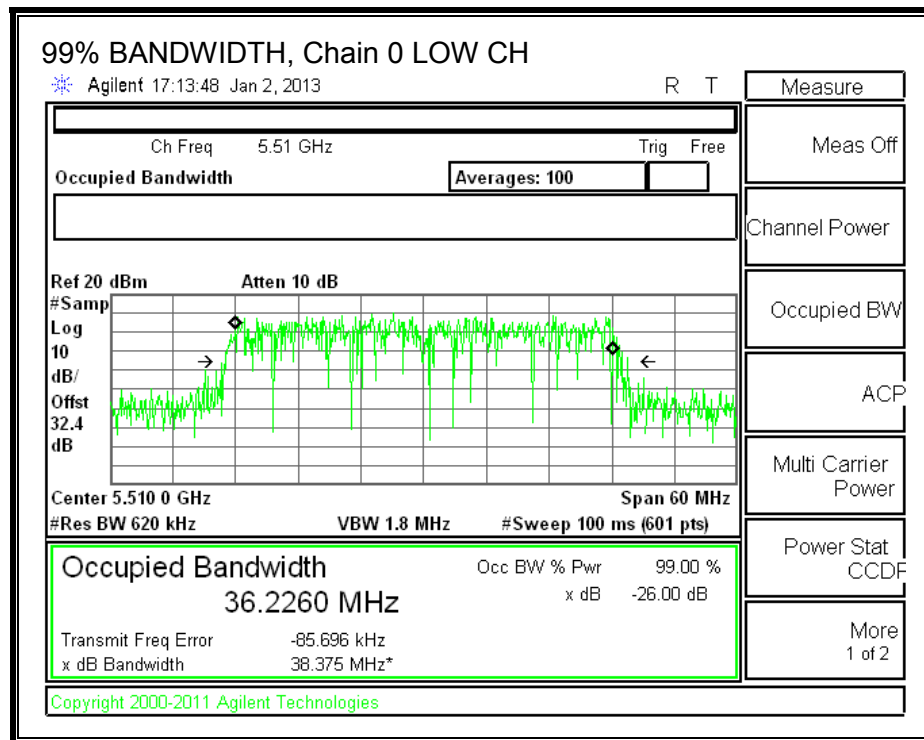 99% BANDWIDTH, Chain 0 LOW CH
Agilent 17:13:48 Jan 2, 2013 R T
Measure
Ch Freq 5.51 GHz Trig Free
Meas Off
Occupied Bandwidth Averages: 100
Channel Power
Ref 20 dBm Atten 10 dB
#Samp
Log
10
dB/
Offst
32.4
dB
Occupied BW
ACP
Multi Carrier
Power
Center 5.510 0 GHz Span 60 MHz
#Res BW 620 kHz VBW 1.8 MHz #Sweep 100 ms (601 pts)
Power Stat
CCDF
Occupied Bandwidth Occ BW % Pwr 99.00 %
36.2260 MHz x dB -26.00 dB
Transmit Freq Error -85.696 kHz
x dB Bandwidth 38.375 MHz*
More
1 of 2
Copyright 2000-2011 Agilent Technologies